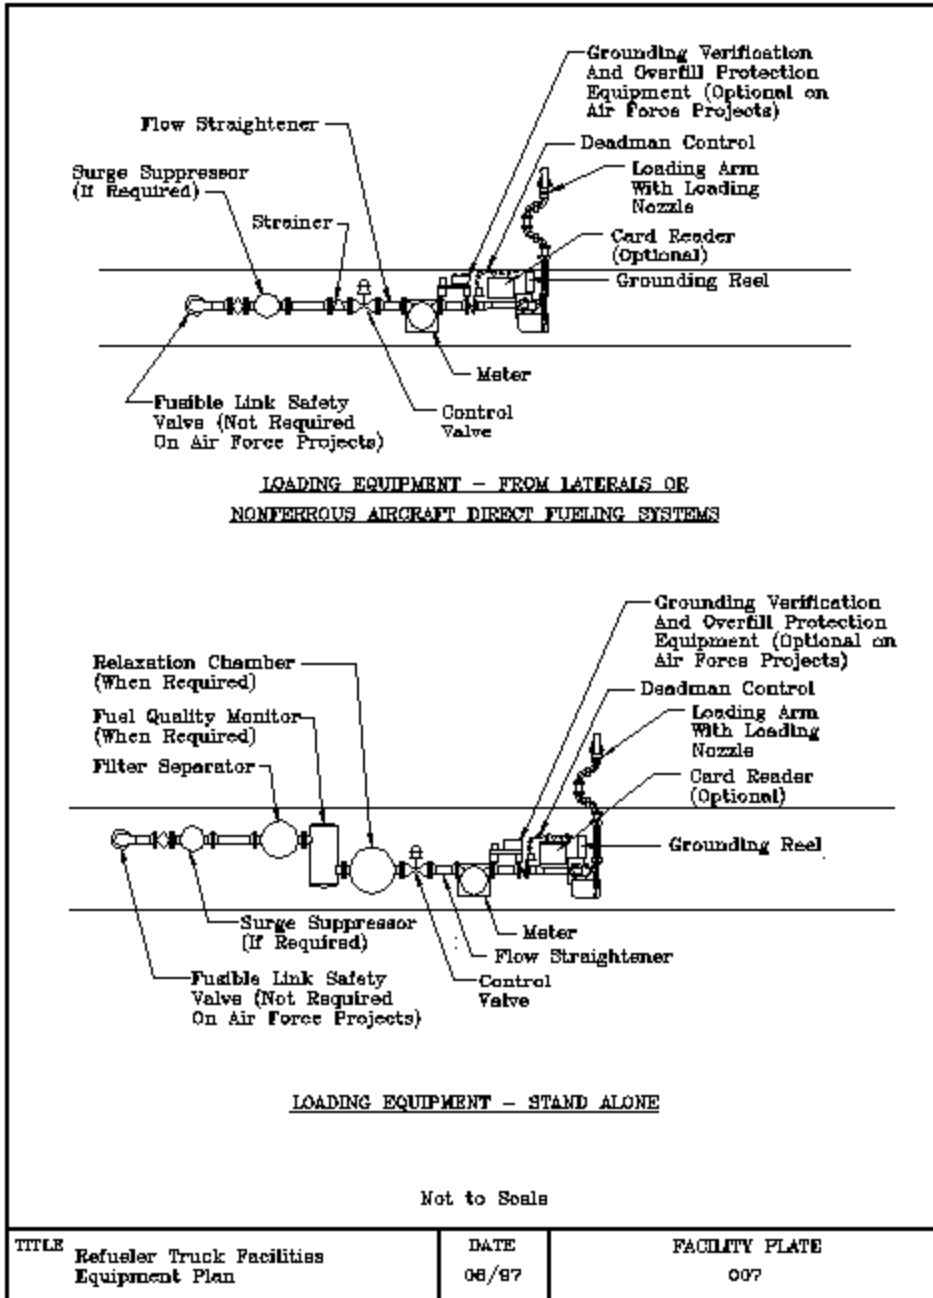 Grounding Verification
And Overfill Protection
Equipment (Optional on
Air Force Projects)
Flow Straightener
Deadman Control
Surge Suppressor
(If Required)
Loading Arm
With Loading
Nozzle
Strainer
Card Reader
(Optional)
Grounding Reel
Meter
Fusible Link Safety
Valve (Not Required
On Air Force Projects)
Control
Valve
LOADING EQUIPMENT - FROM LATERALS OR
NONFERROUS AIRCRAFT DIRECT FUELING SYSTEMS
Grounding Verification
And Overfill Protection
Equipment (Optional on
Air Force Projects)
Relaxation Chamber
(When Required)
Deadman Control
Fuel Quality Monitor
(When Required)
Loading Arm
With Loading
Nozzle
Filter Separator
Card Reader
(Optional)
Grounding Reel
Surge Suppressor
(If Required)
Meter
Flow Straightener
Fusible Link Safety
Valve (Not Required
On Air Force Projects)
Control
Valve
LOADING EQUIPMENT - STAND ALONE
Not to Scale
TITLE
Refueler Truck Facilities
Equipment Plan
DATE
06/97
FACILITY PLATE
007